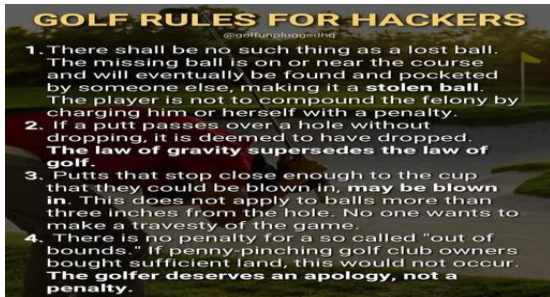 GOLF RULES FOR HACKERS
@golfunpluggedhq
1. There shall be no such thing as a lost ball.
The missing ball is on or near the course
and will eventually be found and pocketed
by someone else, making it a stolen ball.
The player is not to compound the felony by
charging him or herself with a penalty.
2. If a putt passes over a hole without
dropping, it is deemed to have dropped.
The law of gravity supersedes the law of
golf.
3. Putts that stop close enough to the cup
that they could be blown in, may be blown
in. This does not apply to balls more than
three inches from the hole. No one wants to
make a travesty of the game.
4. There is no penalty for a so called "out of
bounds." If penny-pinching golf club owners
bought sufficient land, this would not occur.
The golfer deserves an apology, not a
penalty.